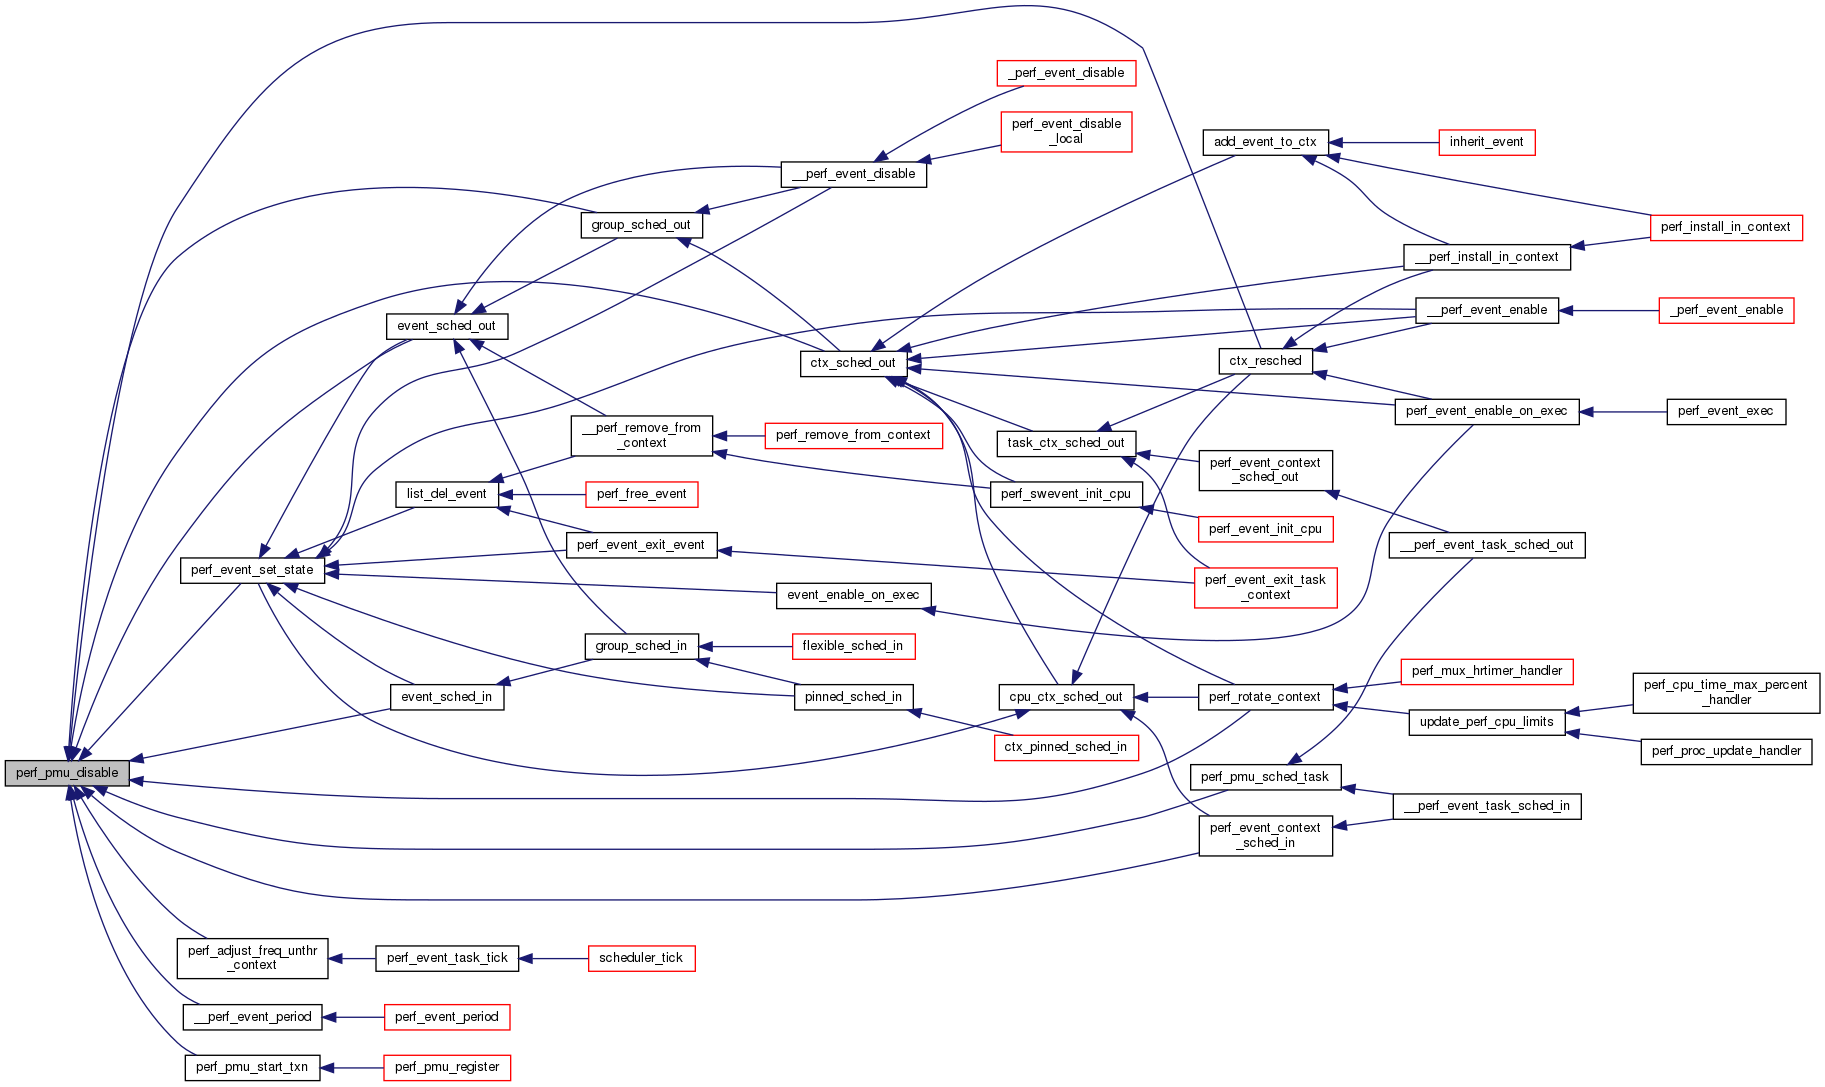 _perf_event_disable
perf_event_disable
_local
add_event_to_ctx
inherit_event
__perf_event_disable
group_sched_out
perf_install_in_context
__perf_install_in_context
event_sched_out
__perf_event_enable
_perf_event_enable
ctx_sched_out
ctx_resched
perf_event_enable_on_exec
perf_event_exec
__perf_remove_from
_context
perf_remove_from_context
task_ctx_sched_out
perf_event_context
_sched_out
list_del_event
perf_free_event
perf_swevent_init_cpu
perf_event_init_cpu
perf_event_exit_event
__perf_event_task_sched_out
perf_event_set_state
event_enable_on_exec
perf_event_exit_task
_context
group_sched_in
flexible_sched_in
perf_mux_hrtimer_handler
event_sched_in
pinned_sched_in
cpu_ctx_sched_out
perf_rotate_context
perf_cpu_time_max_percent
_handler
update_perf_cpu_limits
ctx_pinned_sched_in
perf_proc_update_handler
perf_pmu_disable
perf_pmu_sched_task
__perf_event_task_sched_in
perf_event_context
_sched_in
perf_adjust_freq_unthr
_context
perf_event_task_tick
scheduler_tick
__perf_event_period
perf_event_period
perf_pmu_start_txn
perf_pmu_register